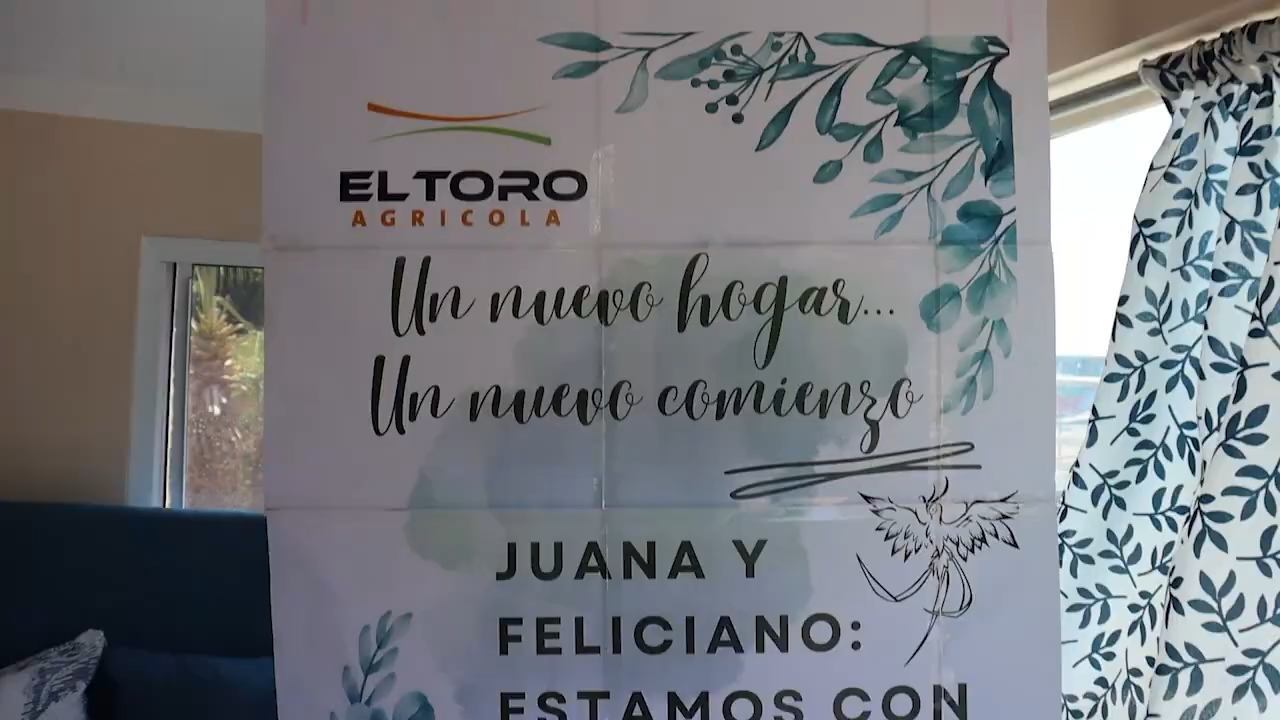 ELTORO
AGRICOLA
Un nuevo hogar...
Un nuevo comienzo
JUANA Y
FELICIANO:
ESTAMOS CON